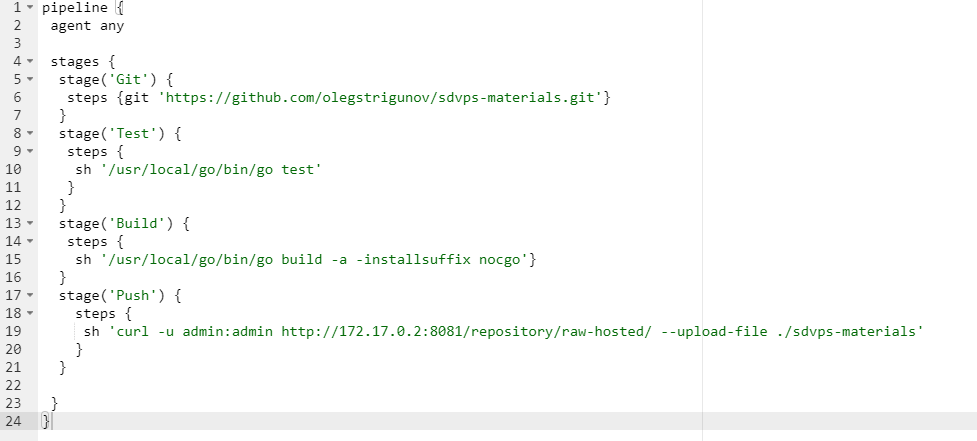 1 pipeline {
2  agent any
3
4  stages {
5   stage('Git') {
6    steps {git 'https://github.com/olegstrigunov/sdvps-materials.git'}
7   }
8   stage('Test') {
9    steps {
10     sh '/usr/local/go/bin/go test'
11    }
12   }
13   stage('Build') {
14    steps {
15     sh '/usr/local/go/bin/go build -a -installsuffix nocgo'}
16   }
17   stage('Push') {
18     steps {
19      sh 'curl -u admin:admin http://172.17.0.2:8081/repository/raw-hosted/ --upload-file ./sdvps-materials'
20     }
21   }
22
23  }
24 }